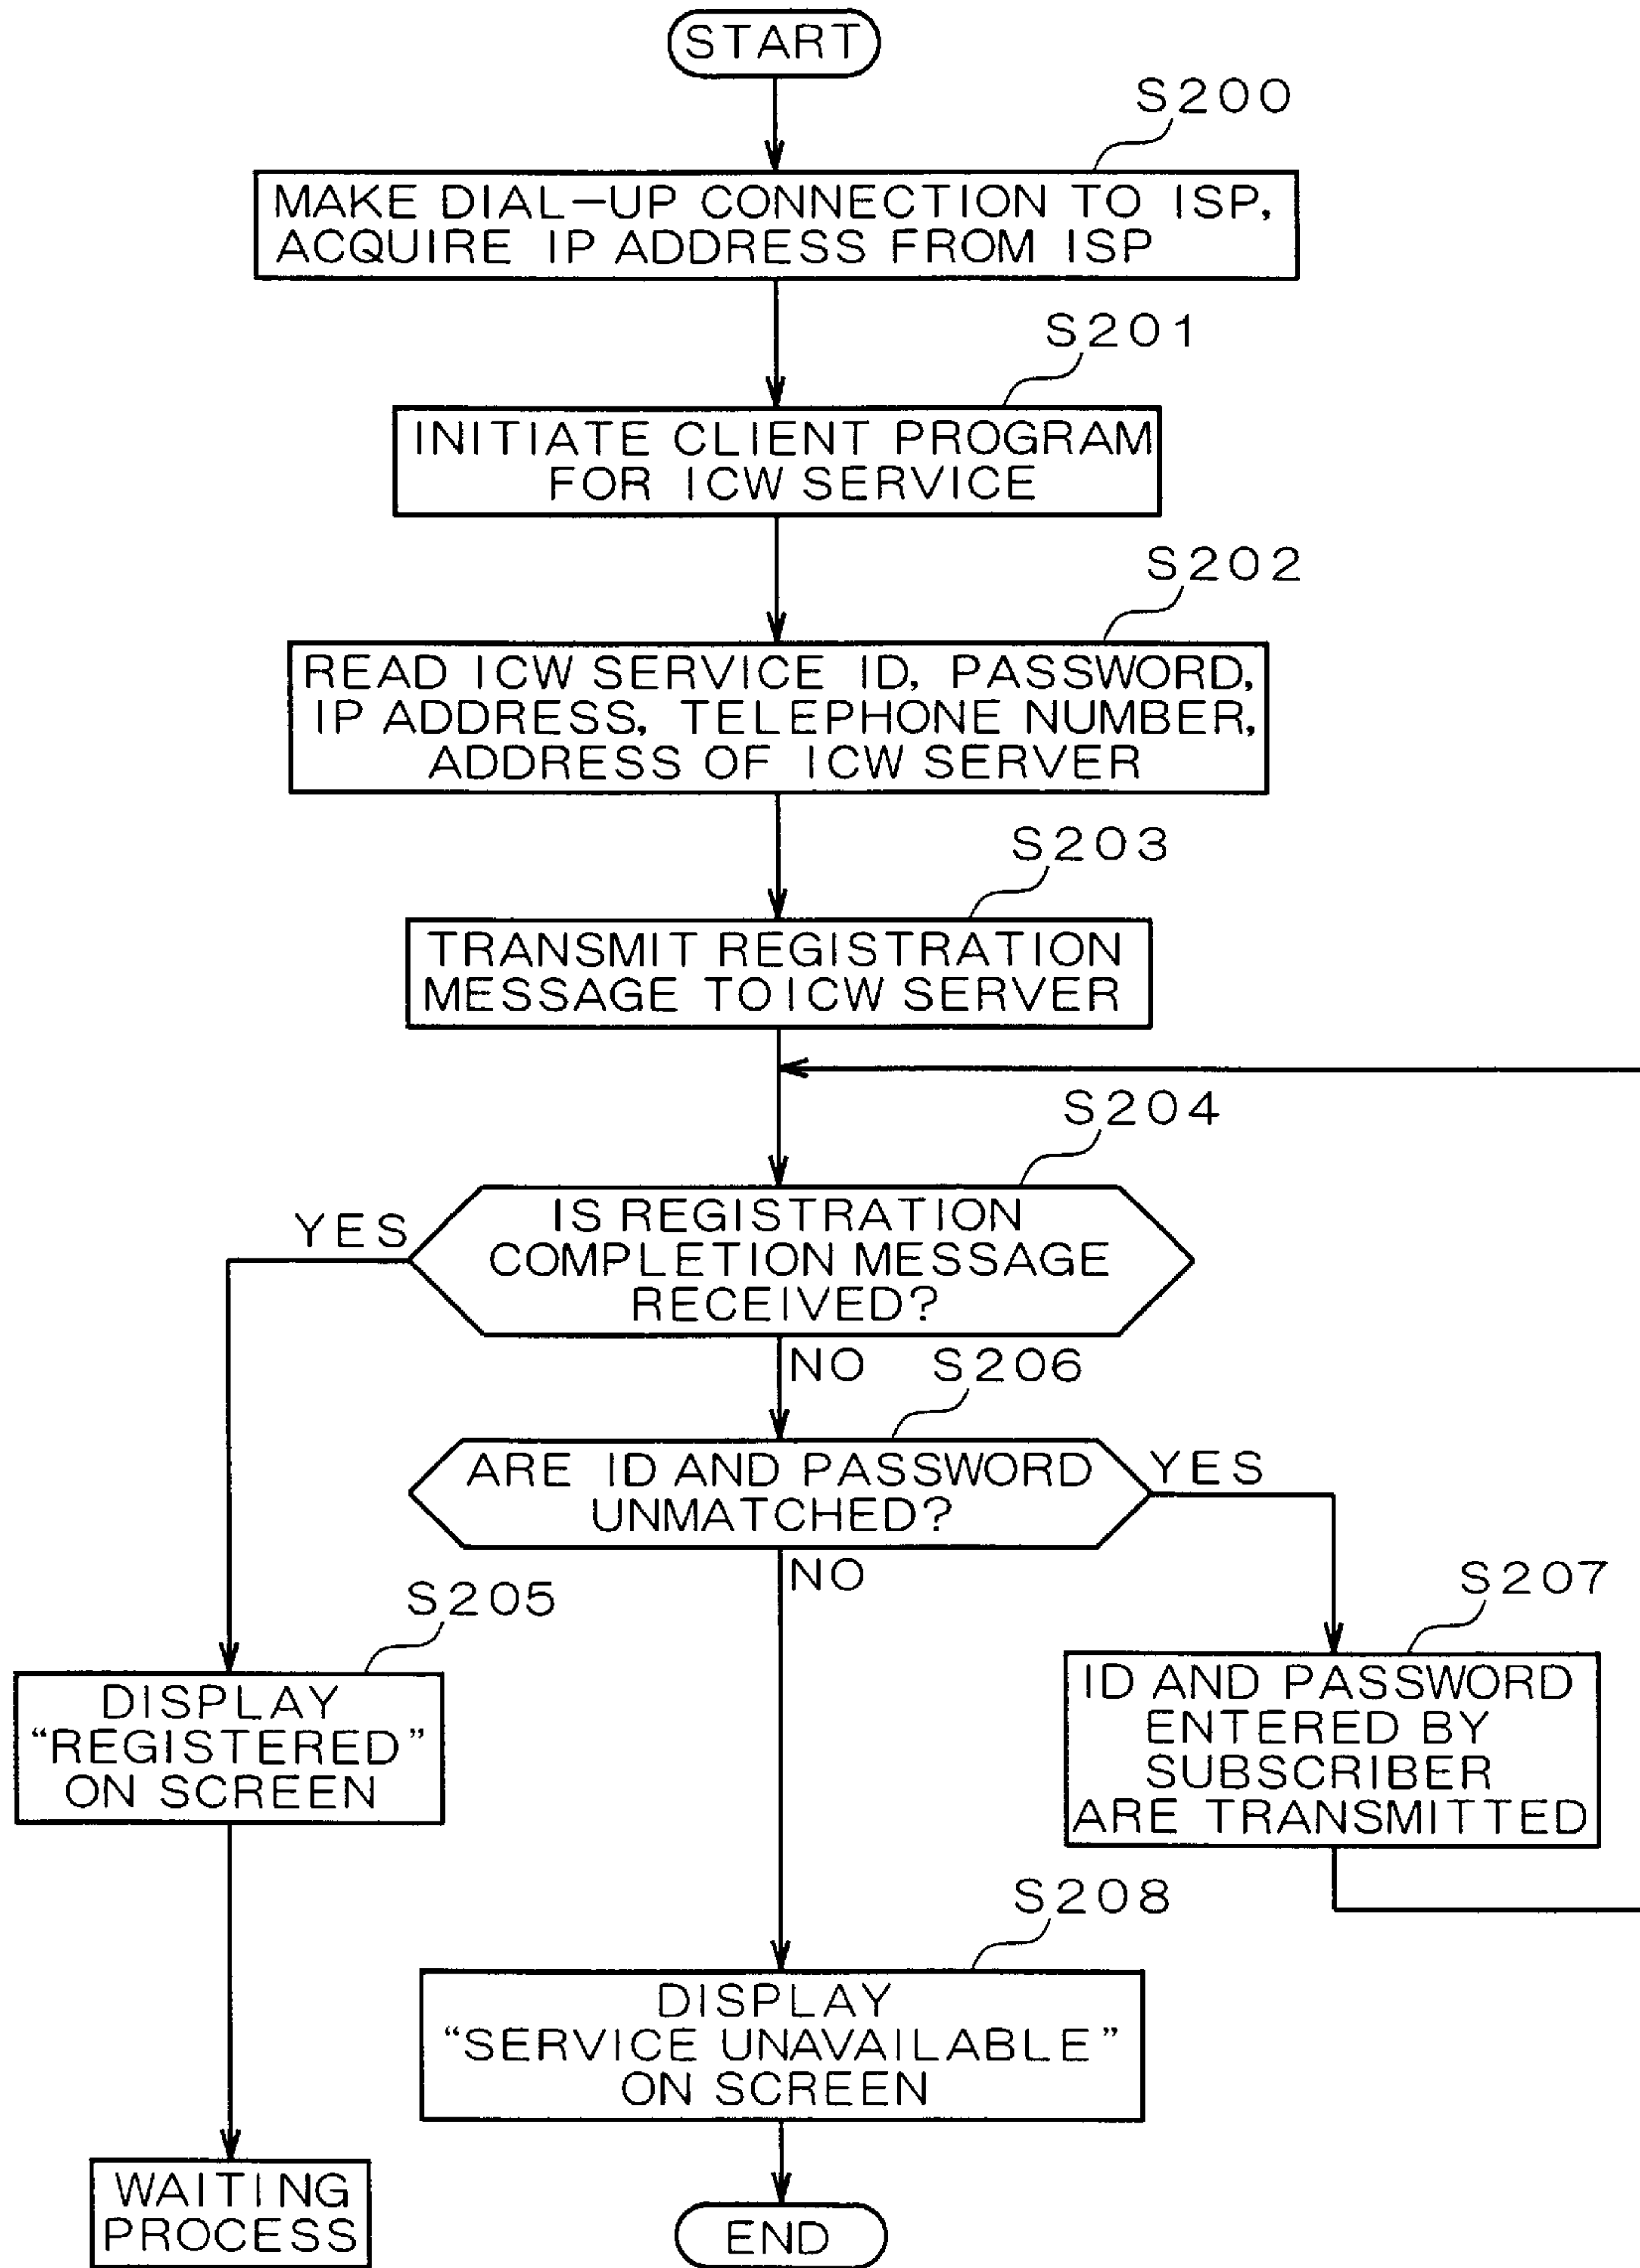 START
S200
MAKE DIAL-UP CONNECTION TO ISP,
ACQUIRE IP ADDRESS FROM ISP
S201
INITIATE CLIENT PROGRAM
FOR ICW SERVICE
S202
READ ICW SERVICE ID, PASSWORD,
IP ADDRESS, TELEPHONE NUMBER,
ADDRESS OF ICW SERVER
S203
TRANSMIT REGISTRATION
MESSAGE TO ICW SERVER
S204
YES
IS REGISTRATION
COMPLETION MESSAGE
RECEIVED?
NO
S206
ARE ID AND PASSWORD
UNMATCHED?
YES
NO
S205
DISPLAY
“REGISTERED”
ON SCREEN
S207
ID AND PASSWORD
ENTERED BY
SUBSCRIBER
ARE TRANSMITTED
S208
DISPLAY
“SERVICE UNAVAILABLE”
ON SCREEN
WAITING
PROCESS
END